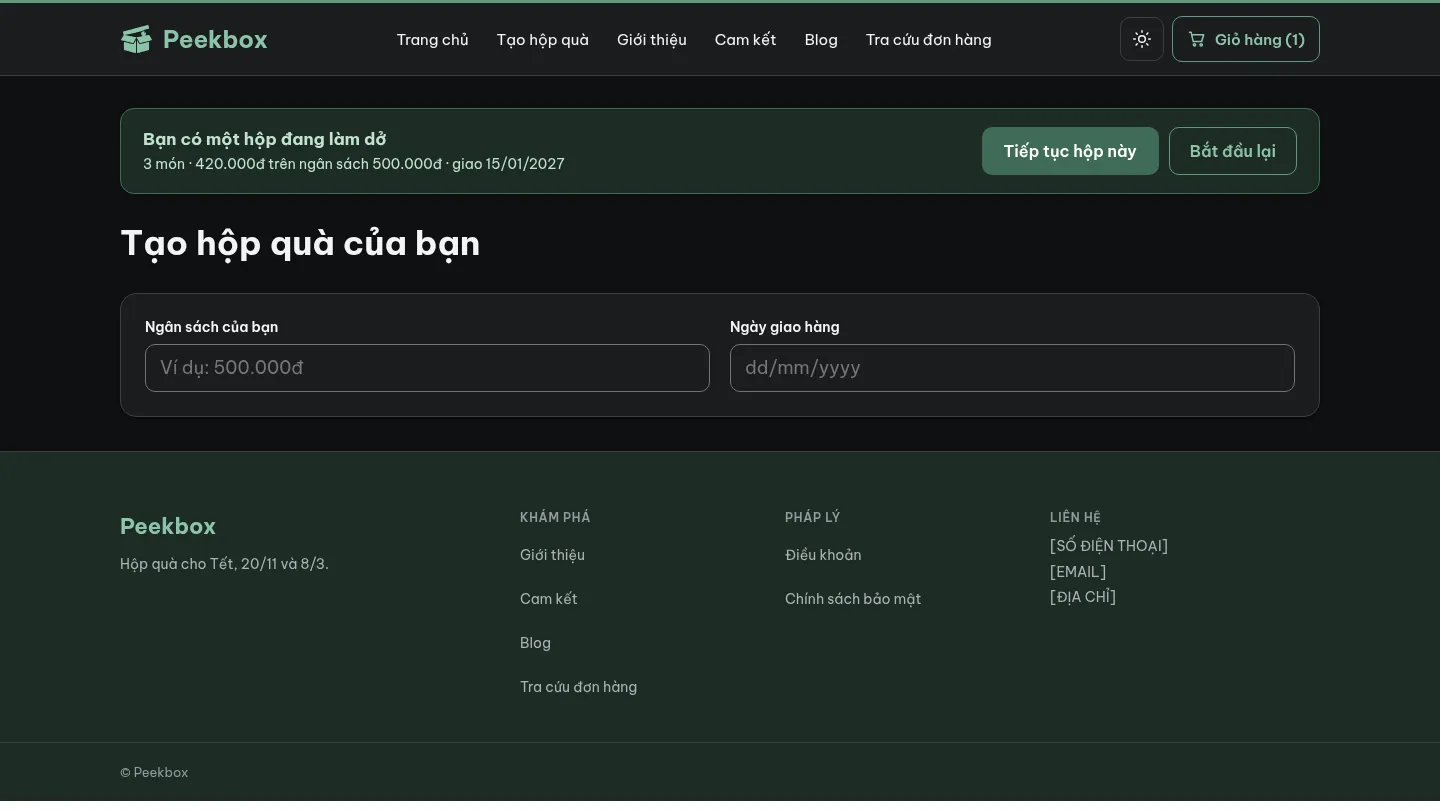 Peekbox
Trang chủ
Tạo hộp quà
Giới thiệu
Cam kết
Blog
Tra cứu đơn hàng
Giỏ hàng (1)
Bạn có một hộp đang làm dở
3 món · 420.000đ trên ngân sách 500.000đ · giao 15/01/2027
Tiếp tục hộp này
Bắt đầu lại
Tạo hộp quà của bạn
Ngân sách của bạn
Ví dụ: 500.000đ
Ngày giao hàng
dd/mm/yyyy
Peekbox
Hộp quà cho Tết, 20/11 và 8/3.
KHÁM PHÁ
Giới thiệu
Cam kết
Blog
Tra cứu đơn hàng
PHÁP LÝ
Điều khoản
Chính sách bảo mật
LIÊN HỆ
[SỐ ĐIỆN THOẠI]
[EMAIL]
[ĐỊA CHỈ]
© Peekbox